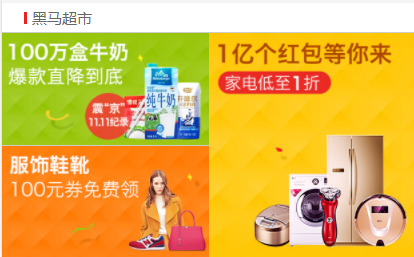 黑马超市
100万盒牛奶
爆款直降到底
震京
11.11纪录
纯牛奶
服饰鞋靴
100元券免费领
1亿个红包等你来
家电低至1折